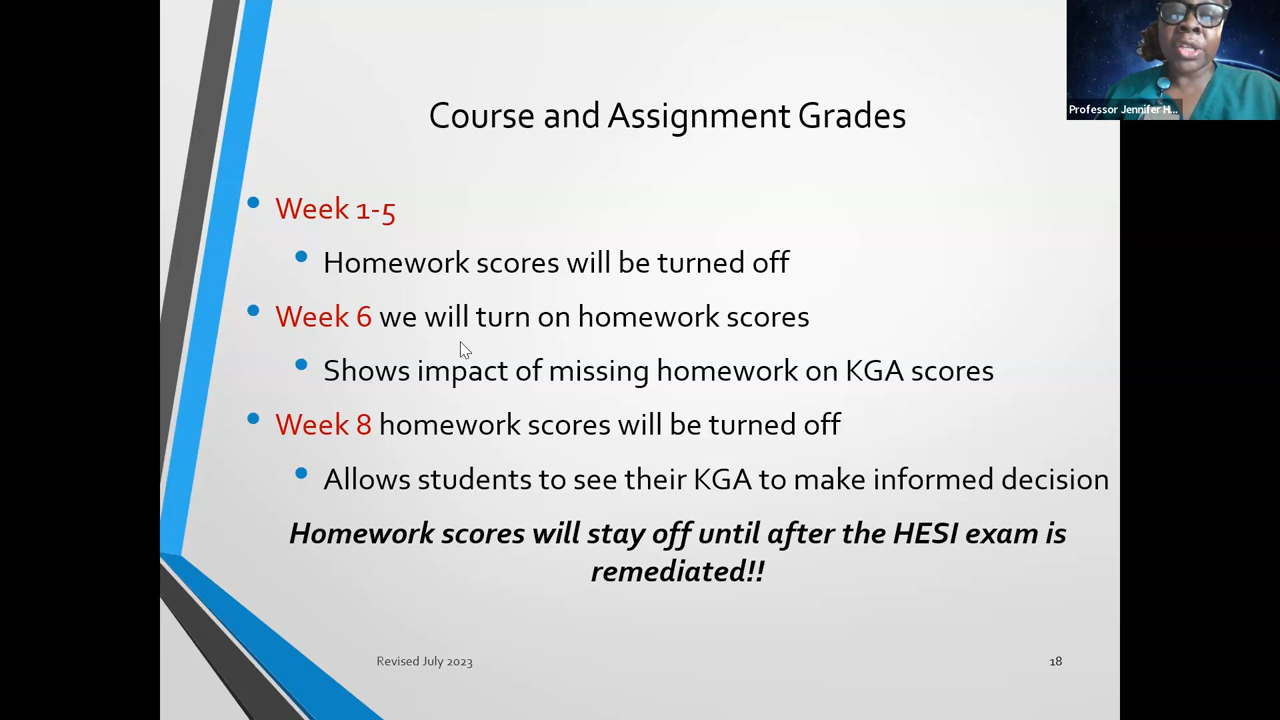 Professor Jennifer H...
Course and Assignment Grades
Week 1-5
Homework scores will be turned off
Week 6 we will turn on homework scores
Shows impact of missing homework on KGA scores
Week 8 homework scores will be turned off
Allows students to see their KGA to make informed decision
Homework scores will stay off until after the HESI exam is
remediated!!
Revised July 2023
18